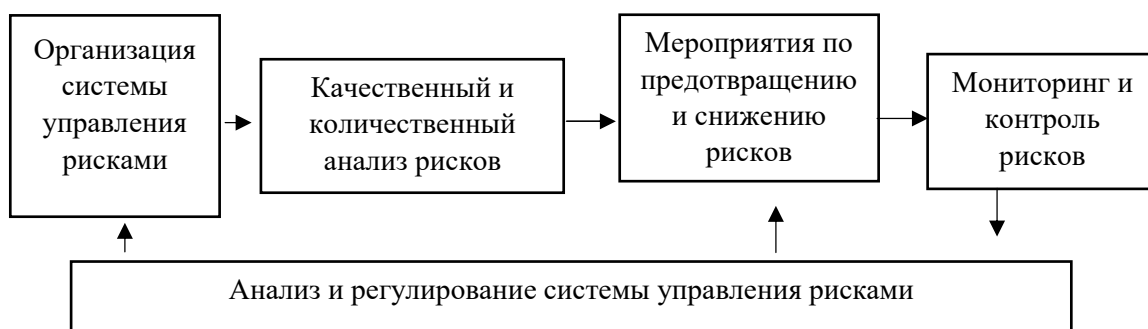 Организация
системы
управления
рисками
Качественный и
количественный
анализ рисков
Мероприятия по
предотвращению
и снижению
рисков
Мониторинг и
контроль
рисков
Анализ и регулирование системы управления рисками